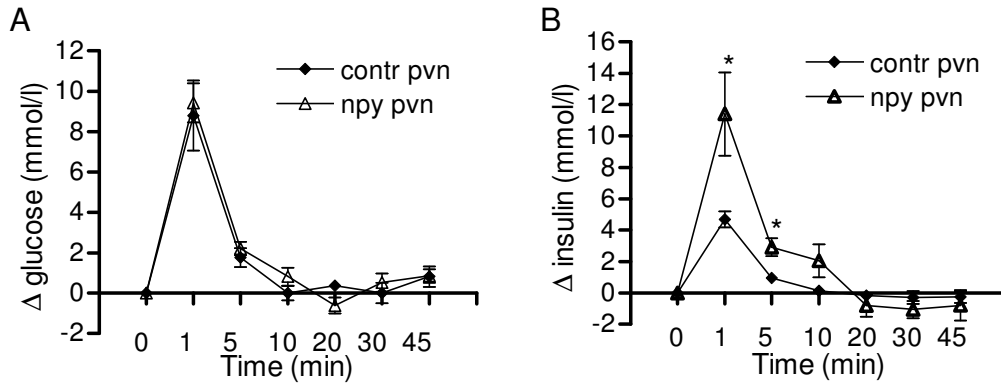 A
Δ glucose (mmol/l)
12
10
8
6
4
2
0
-2
contr pvn
npy pvn
0 1 5 10 20 30 45
Time (min)
B
Δ insulin (mmol/l)
16
14
12
10
8
6
4
2
0
-2
*
*
contr pvn
npy pvn
0 1 5 10 20 30 45
Time (min)